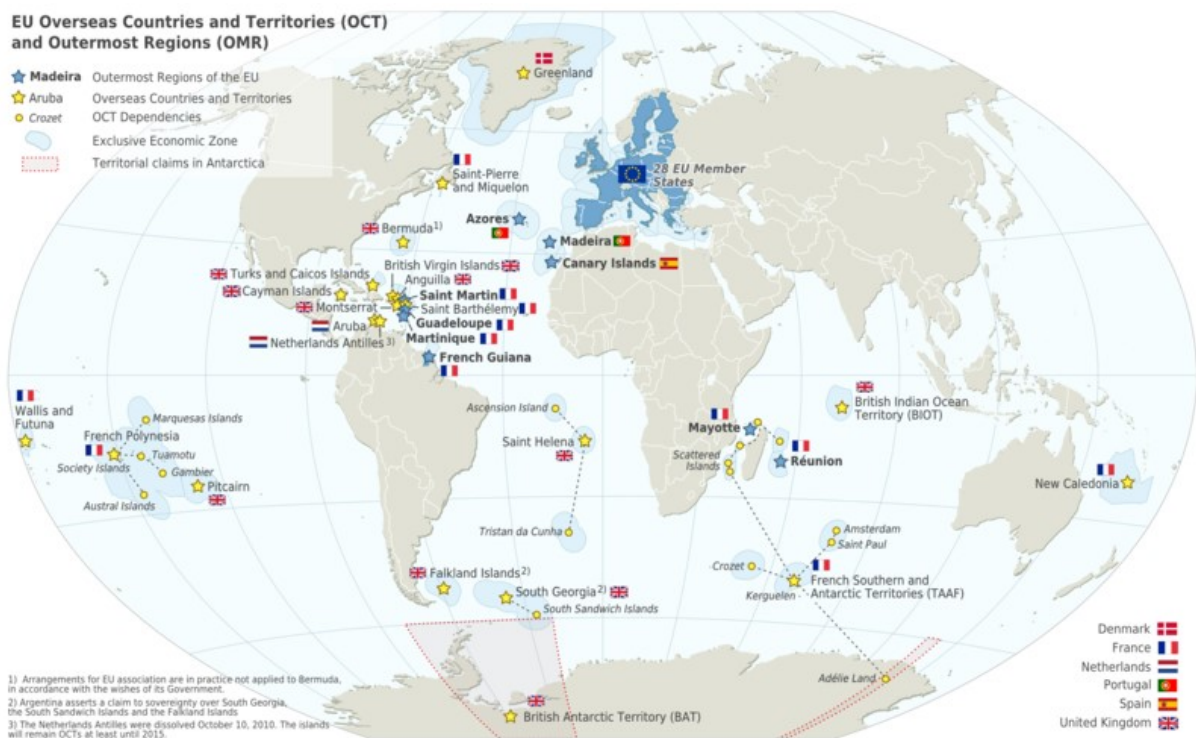 EU Overseas Countries and Territories (OCT)
and Outermost Regions (OMR)
Madeira Outermost Regions of the EU
Aruba Overseas Countries and Territories
Crozet OCT Dependencies
Exclusive Economic Zone
Territorial claims in Antarctica
Greenland
28 EU Member
States
Saint-Pierre
and Miquelon
Azores
Bermuda1)
Madeira
Canary Islands
British Virgin Islands
Turks and Caicos Islands
Anguilla
Cayman Islands
Saint Martin
Montserrat
Saint Barthélemy
Aruba
Guadeloupe
Netherlands Antilles3)
Martinique
French Guiana
Wallis and
Futuna
Marquesas Islands
French Polynesia
Society Islands
Tuamotu
Gambier
Pitcairn
Austral Islands
Ascension Island
Saint Helena
Tristan da Cunha
British Indian Ocean
Territory (BIOT)
Mayotte
Scattered
Islands
Réunion
New Caledonia
Amsterdam
Saint Paul
Crozet
Kerguelen
French Southern and
Antarctic Territories (TAAF)
Falkland Islands2)
South Georgia2)
South Sandwich Islands
Adélie Land
British Antarctic Territory (BAT)
Denmark
France
Netherlands
Portugal
Spain
United Kingdom
1) Arrangements for EU association are in practice not applied to Bermuda,
in accordance with the wishes of its Government.
2) Argentina asserts a claim to sovereignty over South Georgia,
the South Sandwich Islands and the Falkland Islands
3) The Netherlands Antilles were dissolved October 10, 2010. The islands
will remain OCTs at least until 2015.